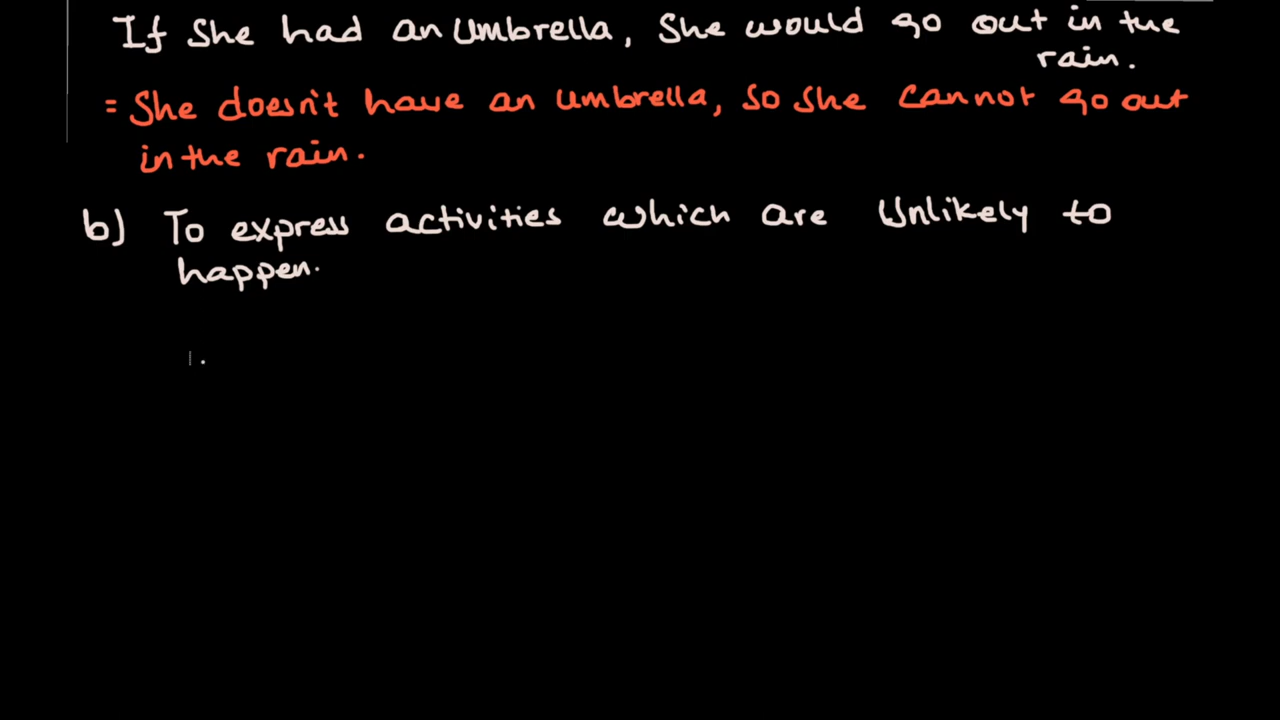 If She had an Umbrella, She would go out in the
rain.
= She doesn't have an Umbrella, so she cannot go out
in the rain.
b) To express activities which are Unlikely to
happen.